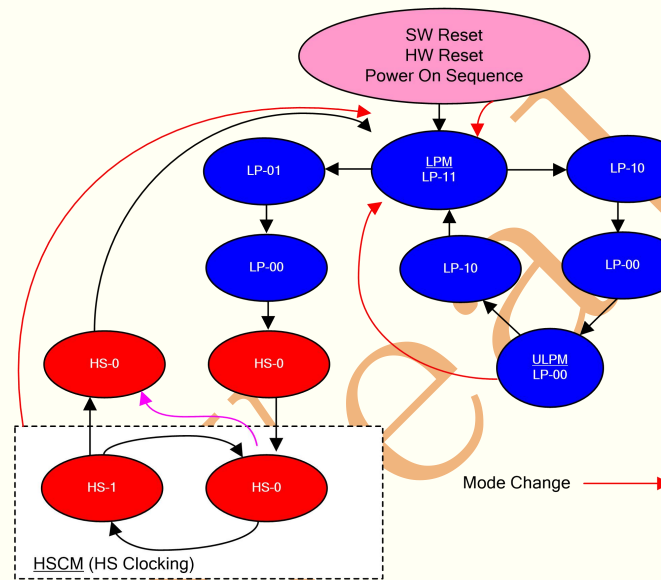 SW Reset
HW Reset
Power On Sequence
LP-01
LPM
LP-11
LP-10
LP-00
LP-10
LP-00
HS-0
HS-0
ULPM
LP-00
HS-1
HS-0
Mode Change
HSCM (HS Clocking)